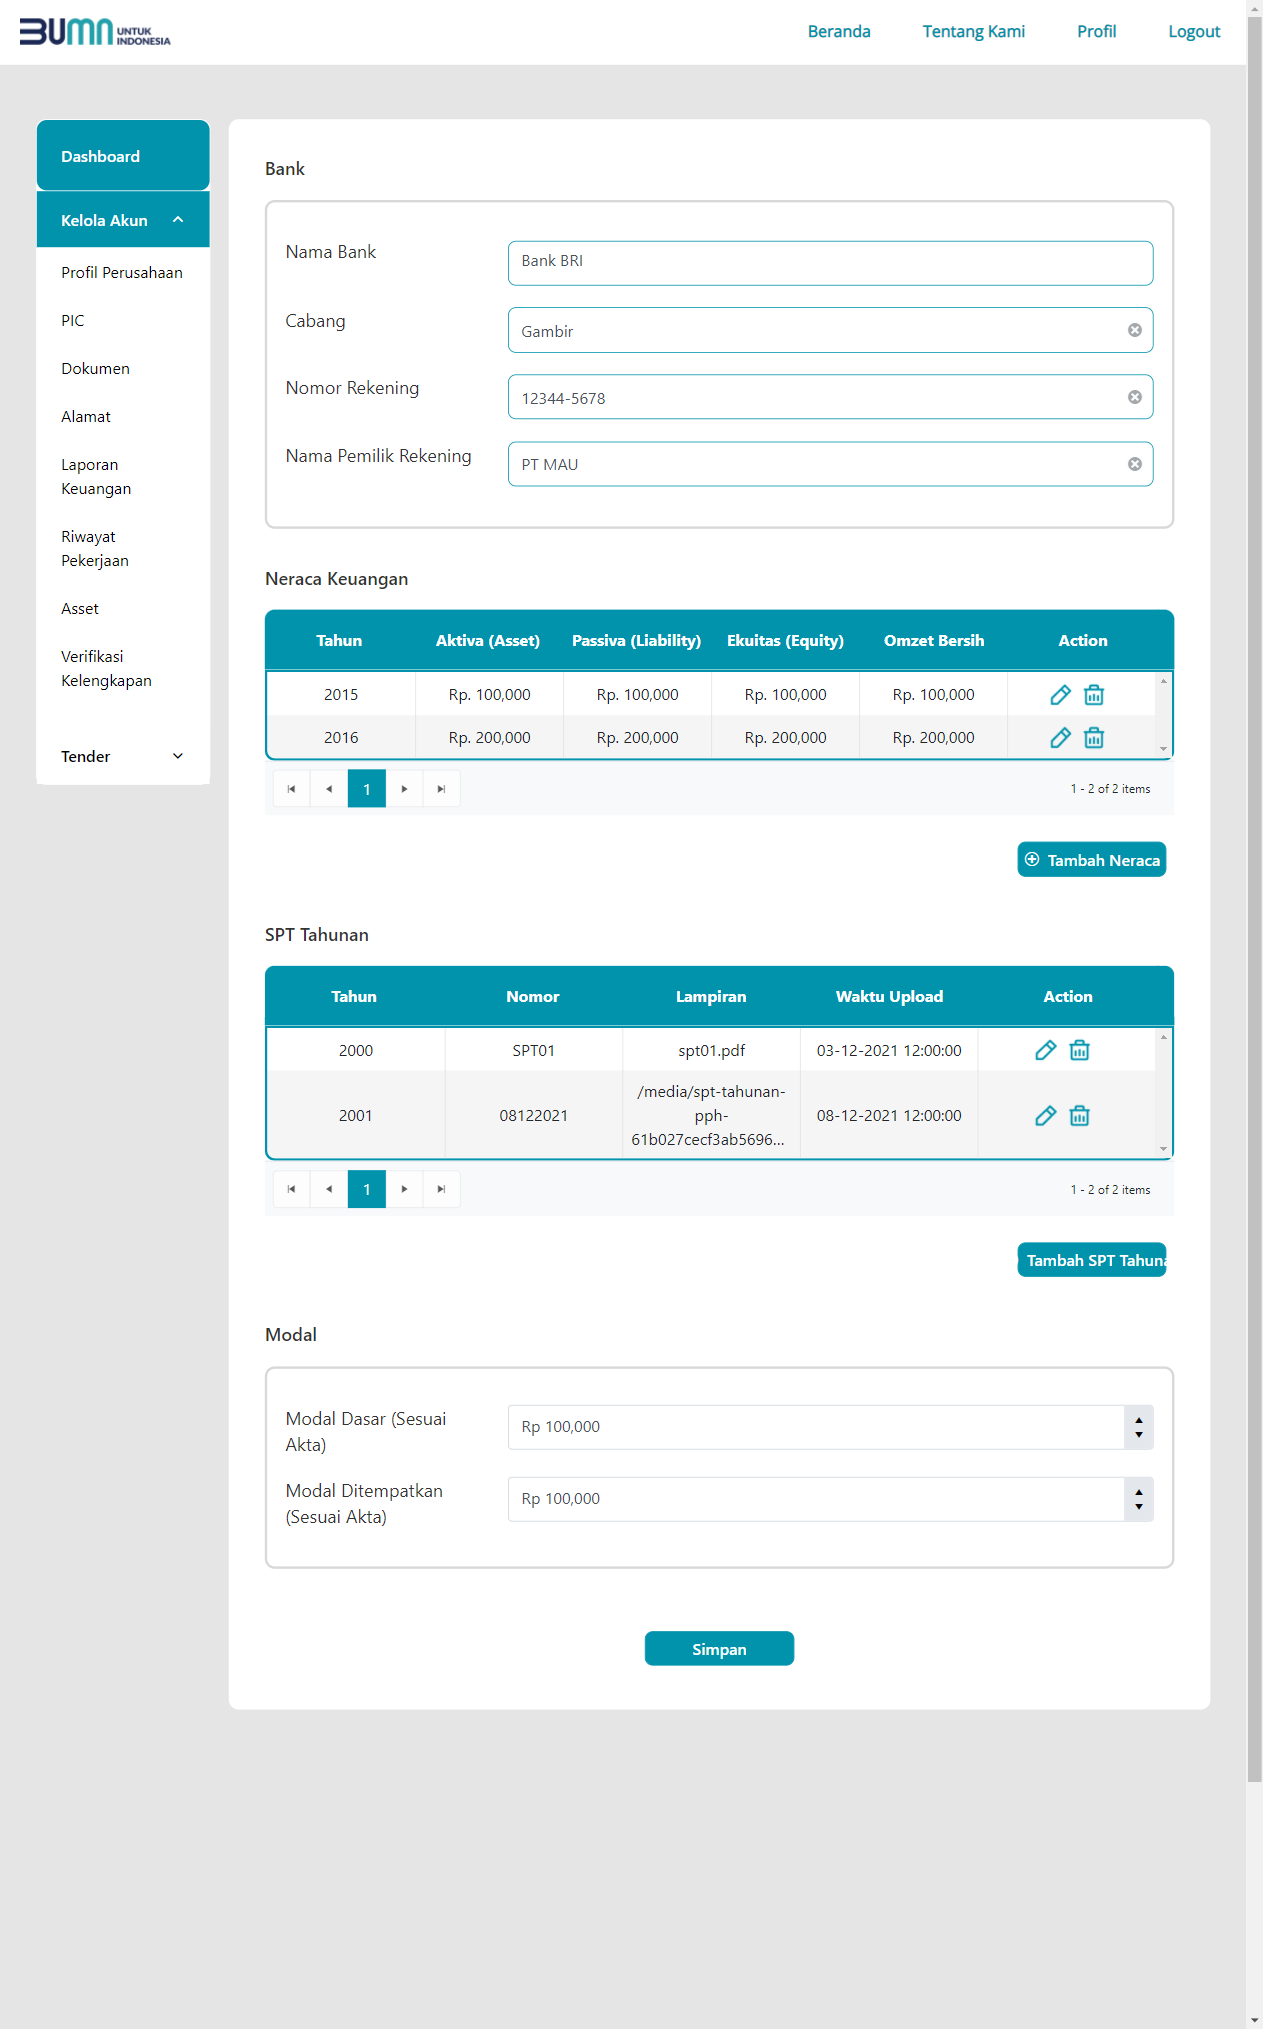 BUMN UNTUK INDONESIA
Beranda Tentang Kami Profil Logout
Dashboard
Kelola Akun
Profil Perusahaan
PIC
Dokumen
Alamat
Laporan
Keuangan
Riwayat
Pekerjaan
Asset
Verifikasi
Kelengkapan
Tender
Bank
Nama Bank Bank BRI
Cabang Gambir
Nomor Rekening 12344-5678
Nama Pemilik Rekening PT MAU
Neraca Keuangan
Tahun Aktiva (Asset) Passiva (Liability) Ekuitas (Equity) Omzet Bersih Action
2015 Rp. 100,000 Rp. 100,000 Rp. 100,000 Rp. 100,000
2016 Rp. 200,000 Rp. 200,000 Rp. 200,000 Rp. 200,000
1 1 - 2 of 2 items
Tambah Neraca
SPT Tahunan
Tahun Nomor Lampiran Waktu Upload Action
2000 SPT01 spt01.pdf 03-12-2021 12:00:00
2001 08122021 /media/spt-tahunan-
pph-
61b027cecf3ab5696... 08-12-2021 12:00:00
1 1 - 2 of 2 items
Tambah SPT Tahuna
Modal
Modal Dasar (Sesuai
Akta) Rp 100,000
Modal Ditempatkan
(Sesuai Akta) Rp 100,000
Simpan